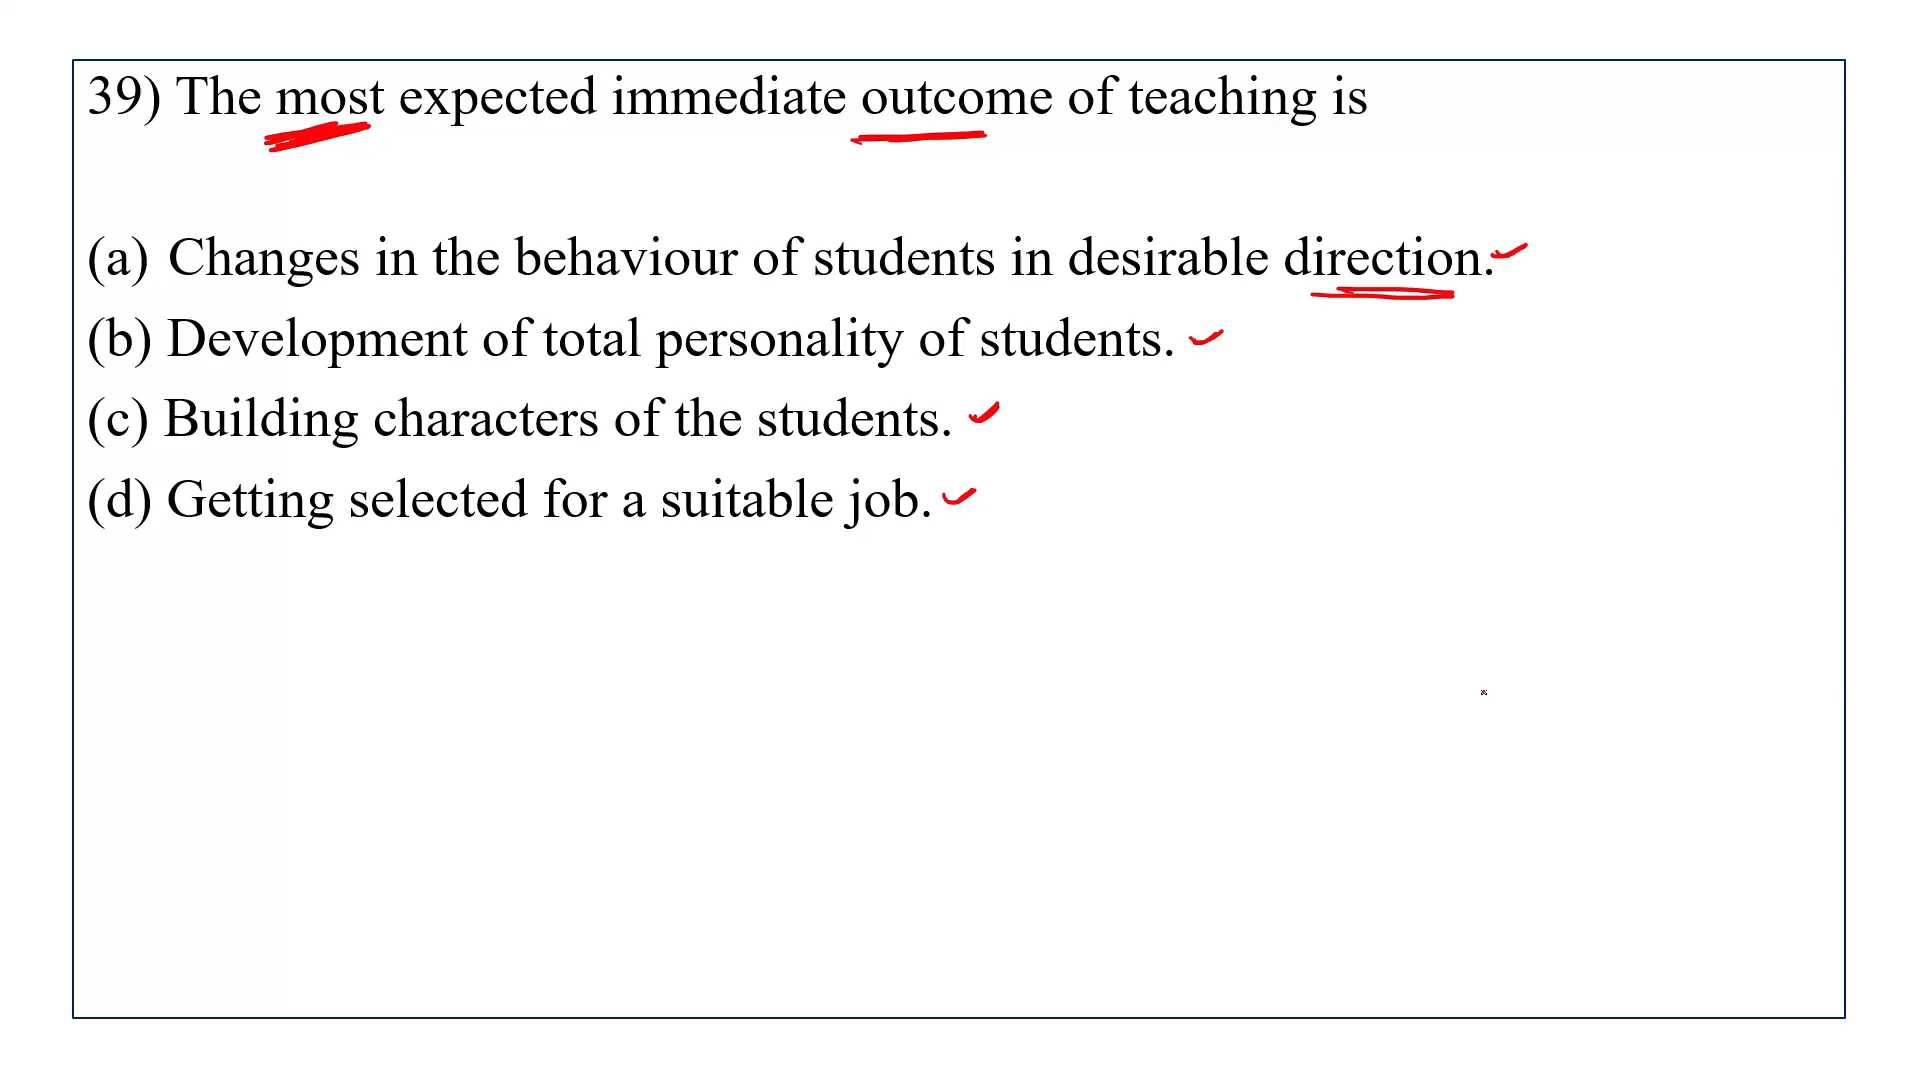 39) The most expected immediate outcome of teaching is
(a) Changes in the behaviour of students in desirable direction.
(b) Development of total personality of students.
(c) Building characters of the students.
(d) Getting selected for a suitable job.